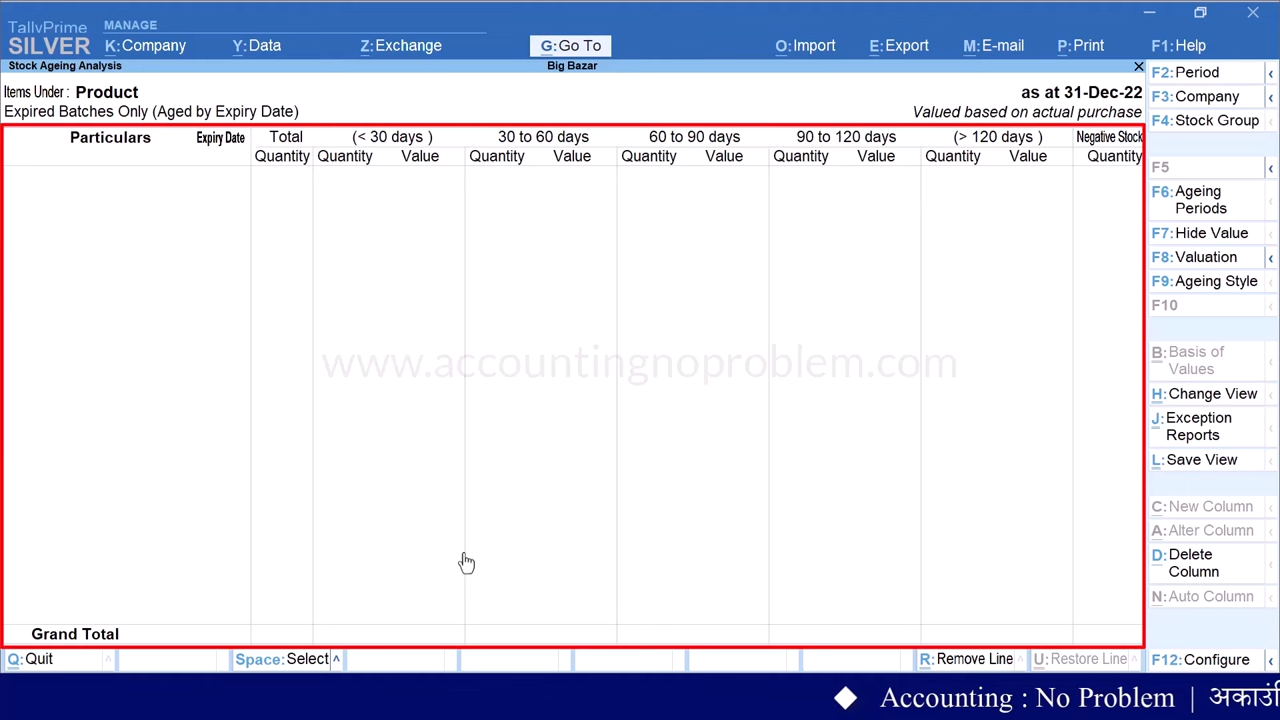 TallyPrime
SILVER
MANAGE
K:Company
Y:Data
Z:Exchange
G:Go To
O:Import
E:Export
M:E-mail
P:Print
F1:Help
Stock Ageing Analysis
Big Bazar
Items Under : Product
as at 31-Dec-22
Expired Batches Only (Aged by Expiry Date)
Valued based on actual purchase
Particulars Expiry Date Total (< 30 days ) 30 to 60 days 60 to 90 days 90 to 120 days (> 120 days ) Negative Stock
Quantity Quantity Value Quantity Value Quantity Value Quantity Value Quantity Value Quantity
www.accountingnoproblem.com
Grand Total
F2:Period
F3:Company
F4:Stock Group
F5
F6:Ageing
Periods
F7:Hide Value
F8:Valuation
F9:Ageing Style
F10
B:Basis of
Values
H:Change View
J:Exception
Reports
L:Save View
C:New Column
A:Alter Column
D:Delete
Column
N:Auto Column
Q:Quit
Space:Select
R:Remove Line
U:Restore Line
F12:Configure
Accounting : No Problem |